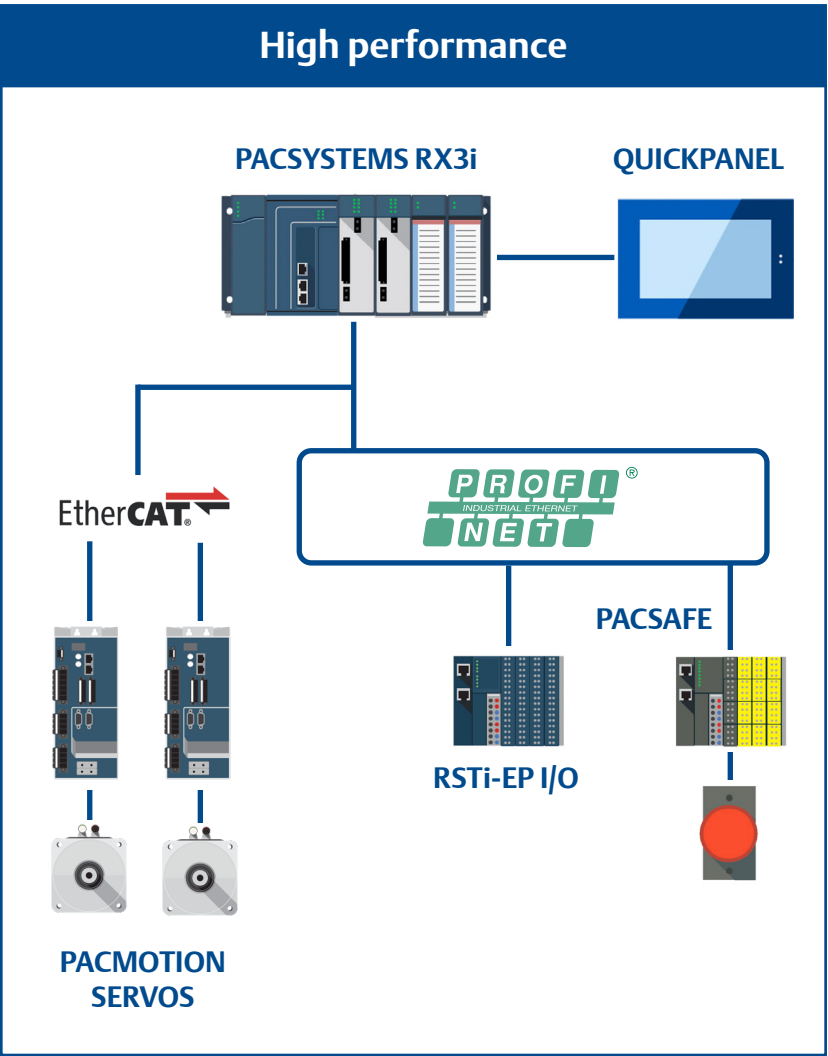 High performance
PACSYSTEMS RX3i
QUICKPANEL
PROFI®
INDUSTRIAL ETHERNET
NET
EtherCAT®
PACSAFE
RSTi-EP I/O
PACMOTION
SERVOS